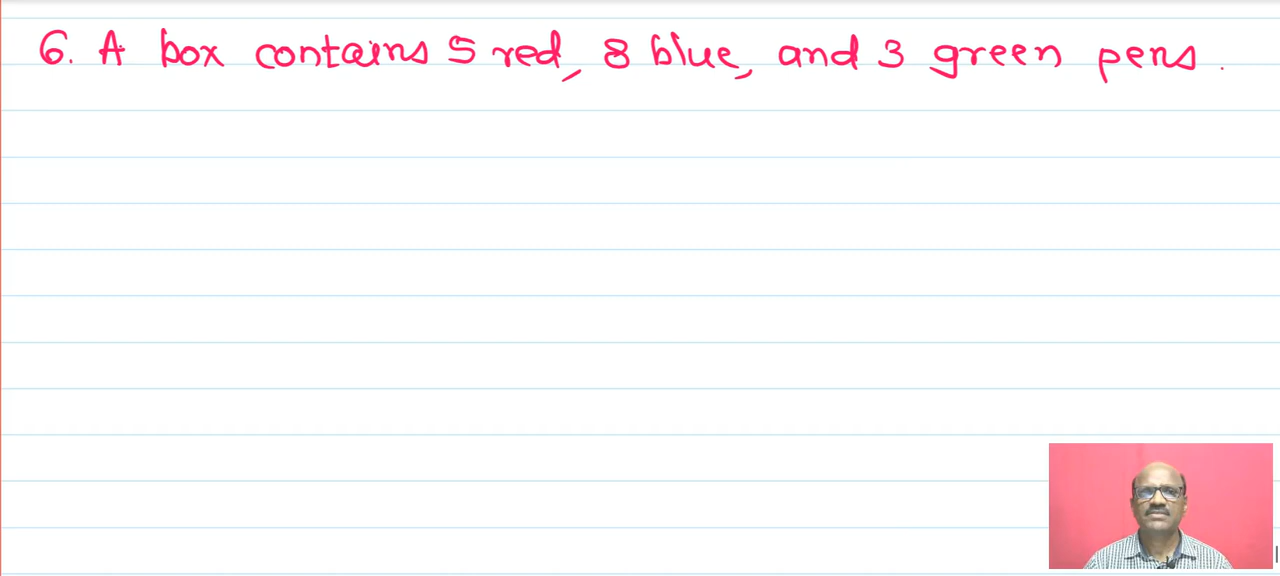 6. A box contains 5 red, 8 blue, and 3 green pens.